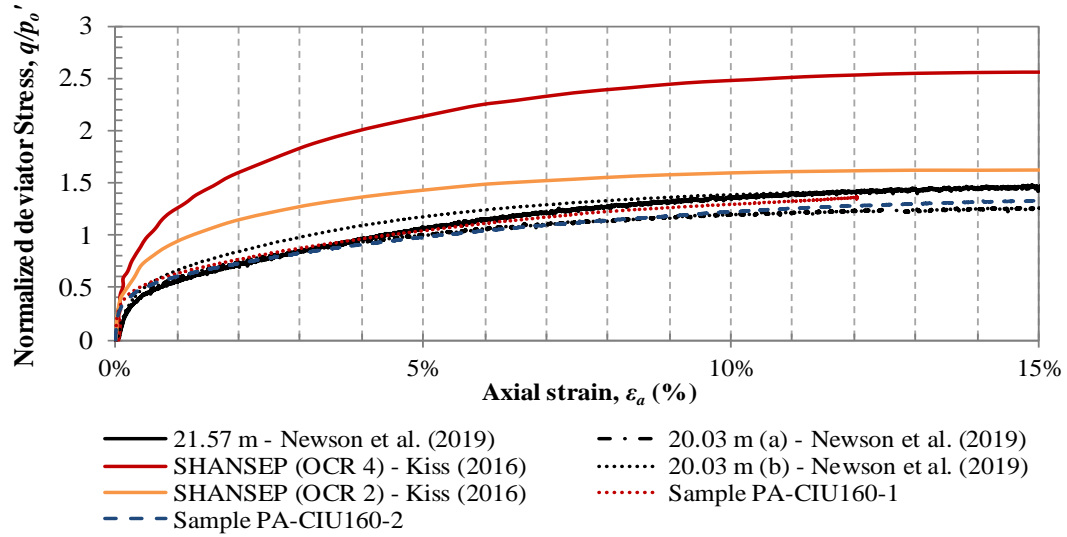 Normalized deviator Stress, q/pₒ'
3
2.5
2
1.5
1
0.5
0
0%
5%
10%
15%
Axial strain, εₐ (%)
21.57 m - Newson et al. (2019)
20.03 m (a) - Newson et al. (2019)
SHANSEP (OCR 4) - Kiss (2016)
20.03 m (b) - Newson et al. (2019)
SHANSEP (OCR 2) - Kiss (2016)
Sample PA-CIU160-1
Sample PA-CIU160-2